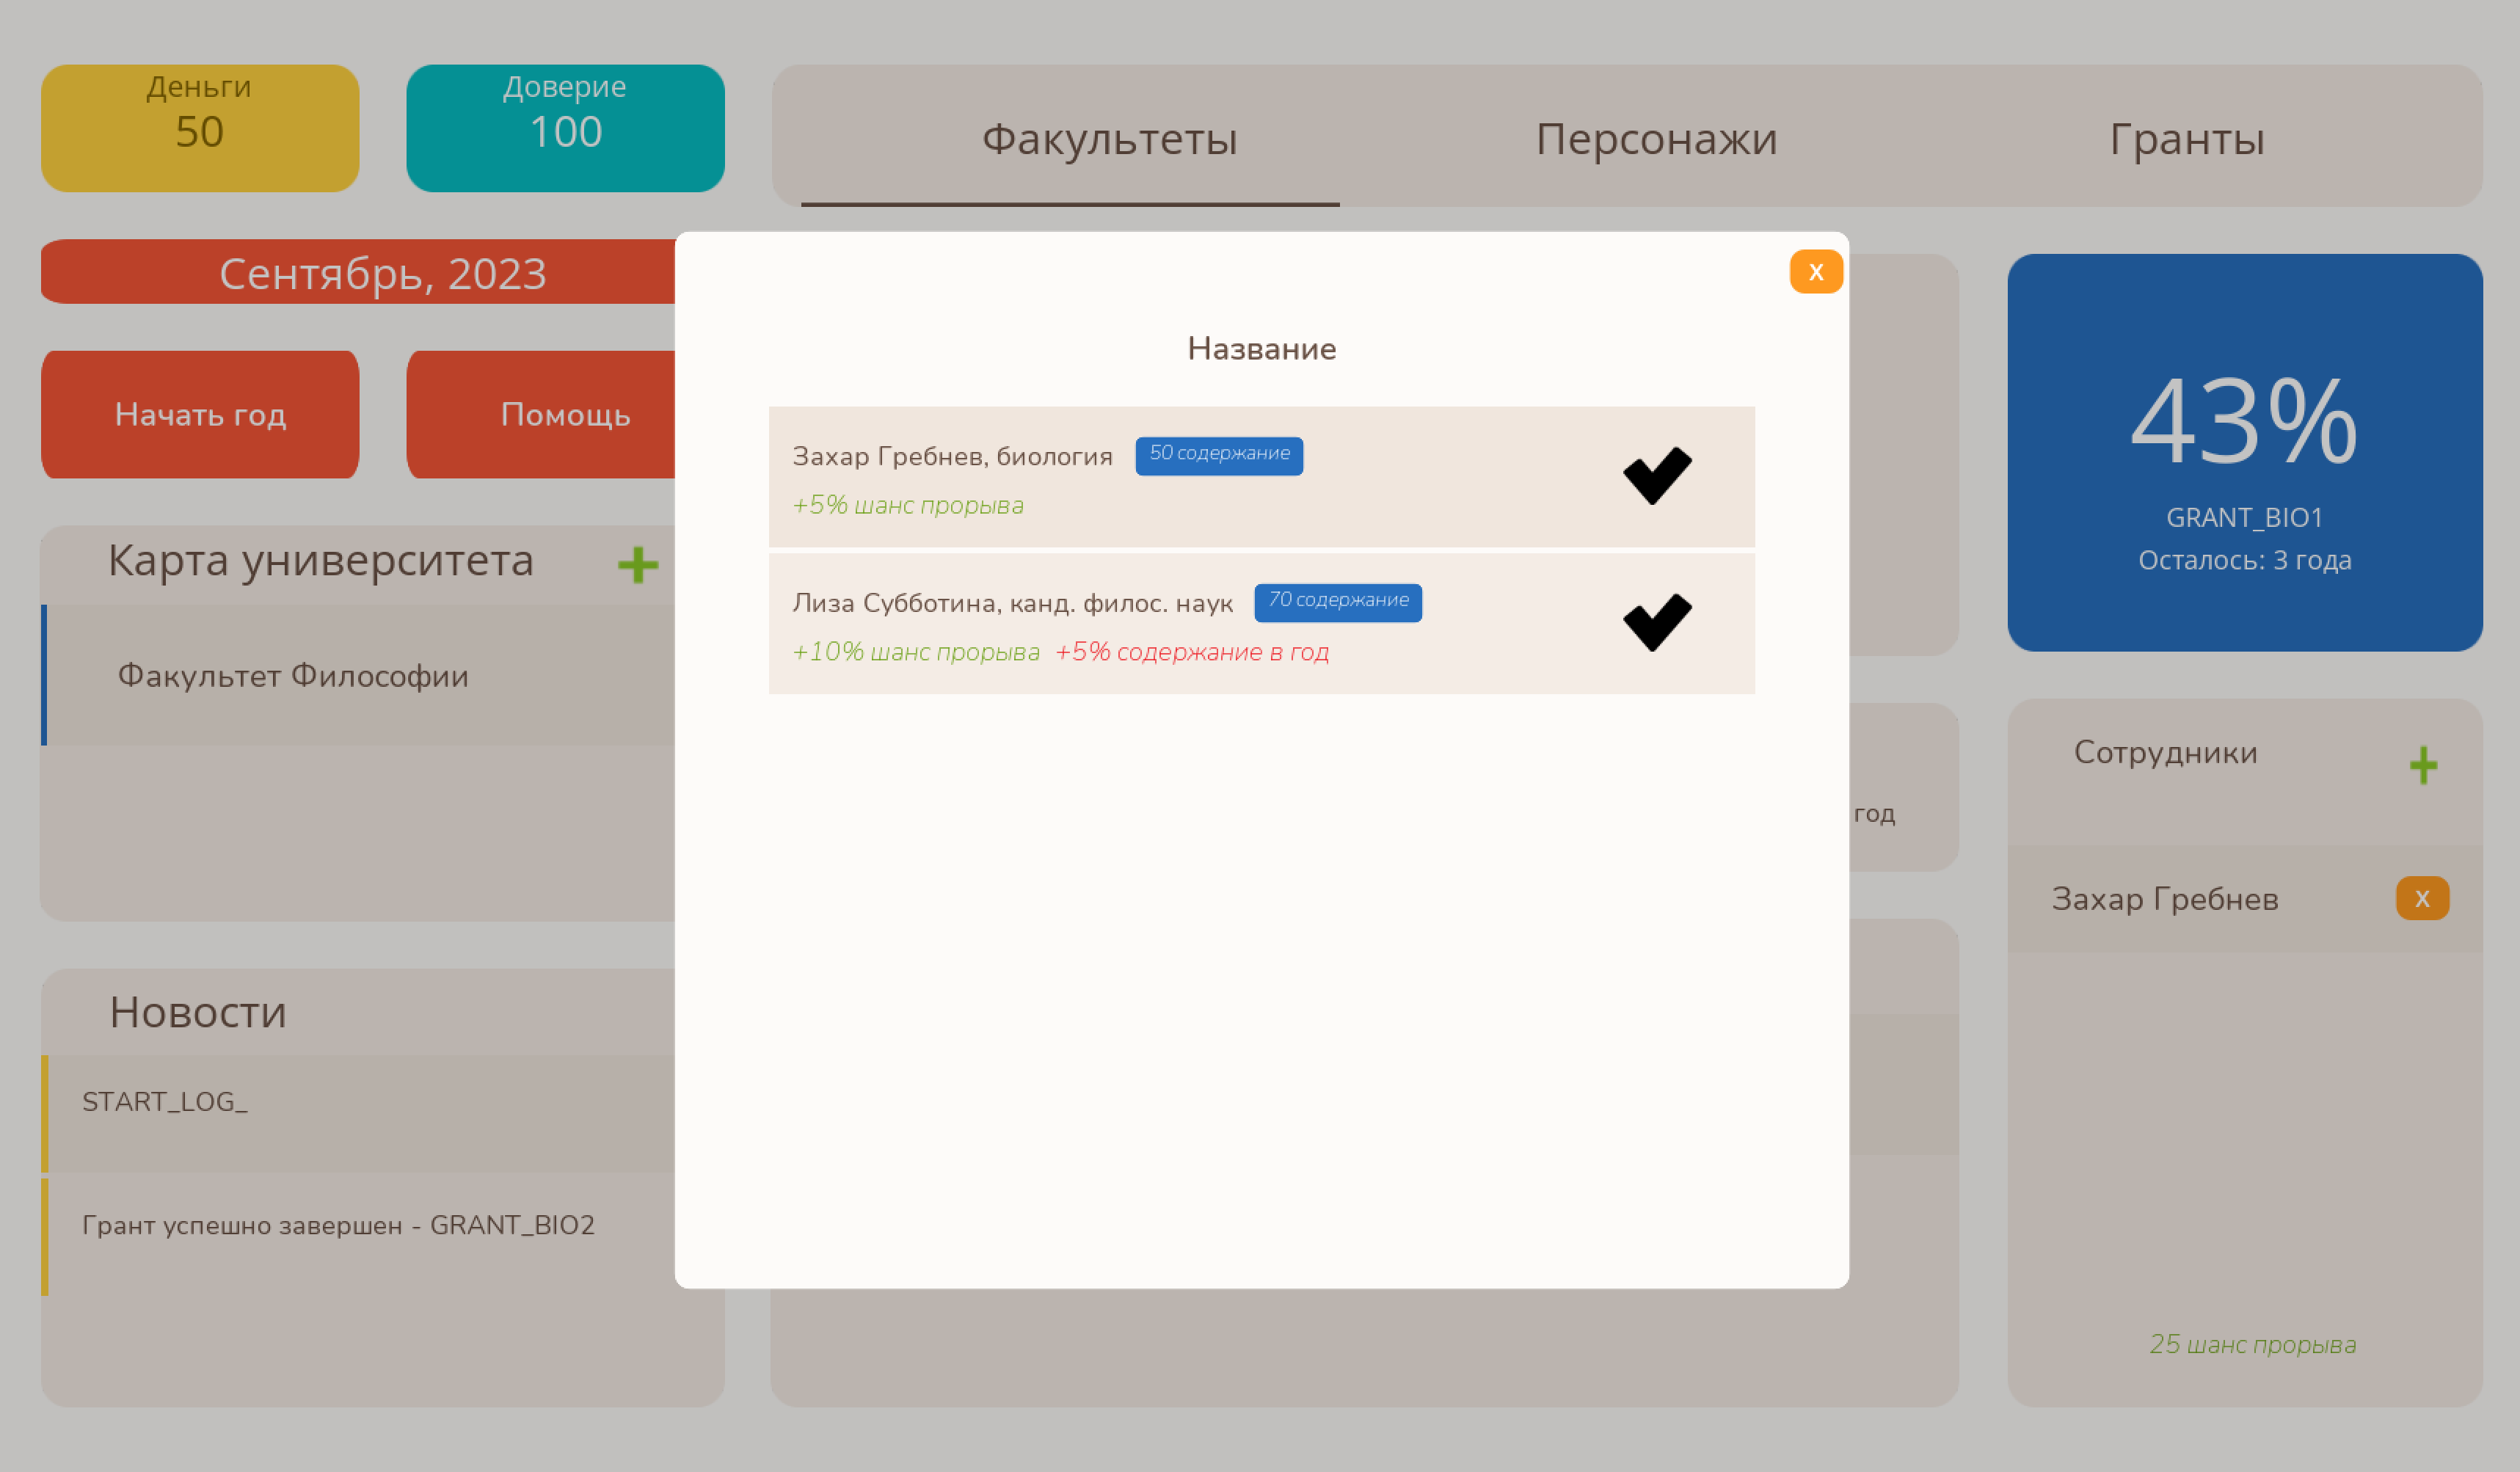 Деньги
50
Доверие
100
Факультеты
Персонажи
Гранты
Сентябрь, 2023
Начать год
Помощь
Карта университета
Факультет Философии
Новости
START_LOG_
Грант успешно завершен - GRANT_BIO2
X
Название
Захар Гребнев, биология
50 содержание
+5% шанс прорыва
Лиза Субботина, канд. филос. наук
70 содержание
+10% шанс прорыва +5% содержание в год
год
43%
GRANT_BIO1
Осталось: 3 года
Сотрудники
Захар Гребнев
X
25 шанс прорыва